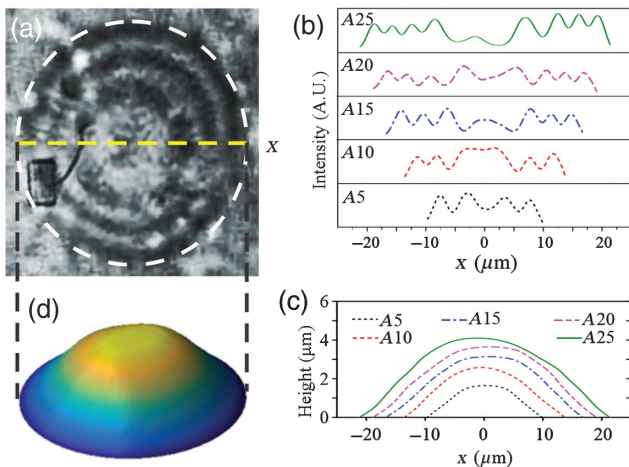 (a)
x
(b)
Intensity (A.U.)
A25
A20
A15
A10
A5
−20 −10 0 10 20
x (μm)
(c)
Height (μm)
6
4
2
0
A5 A15 A20
A10 A25
−20 −10 0 10 20
x (μm)
(d)